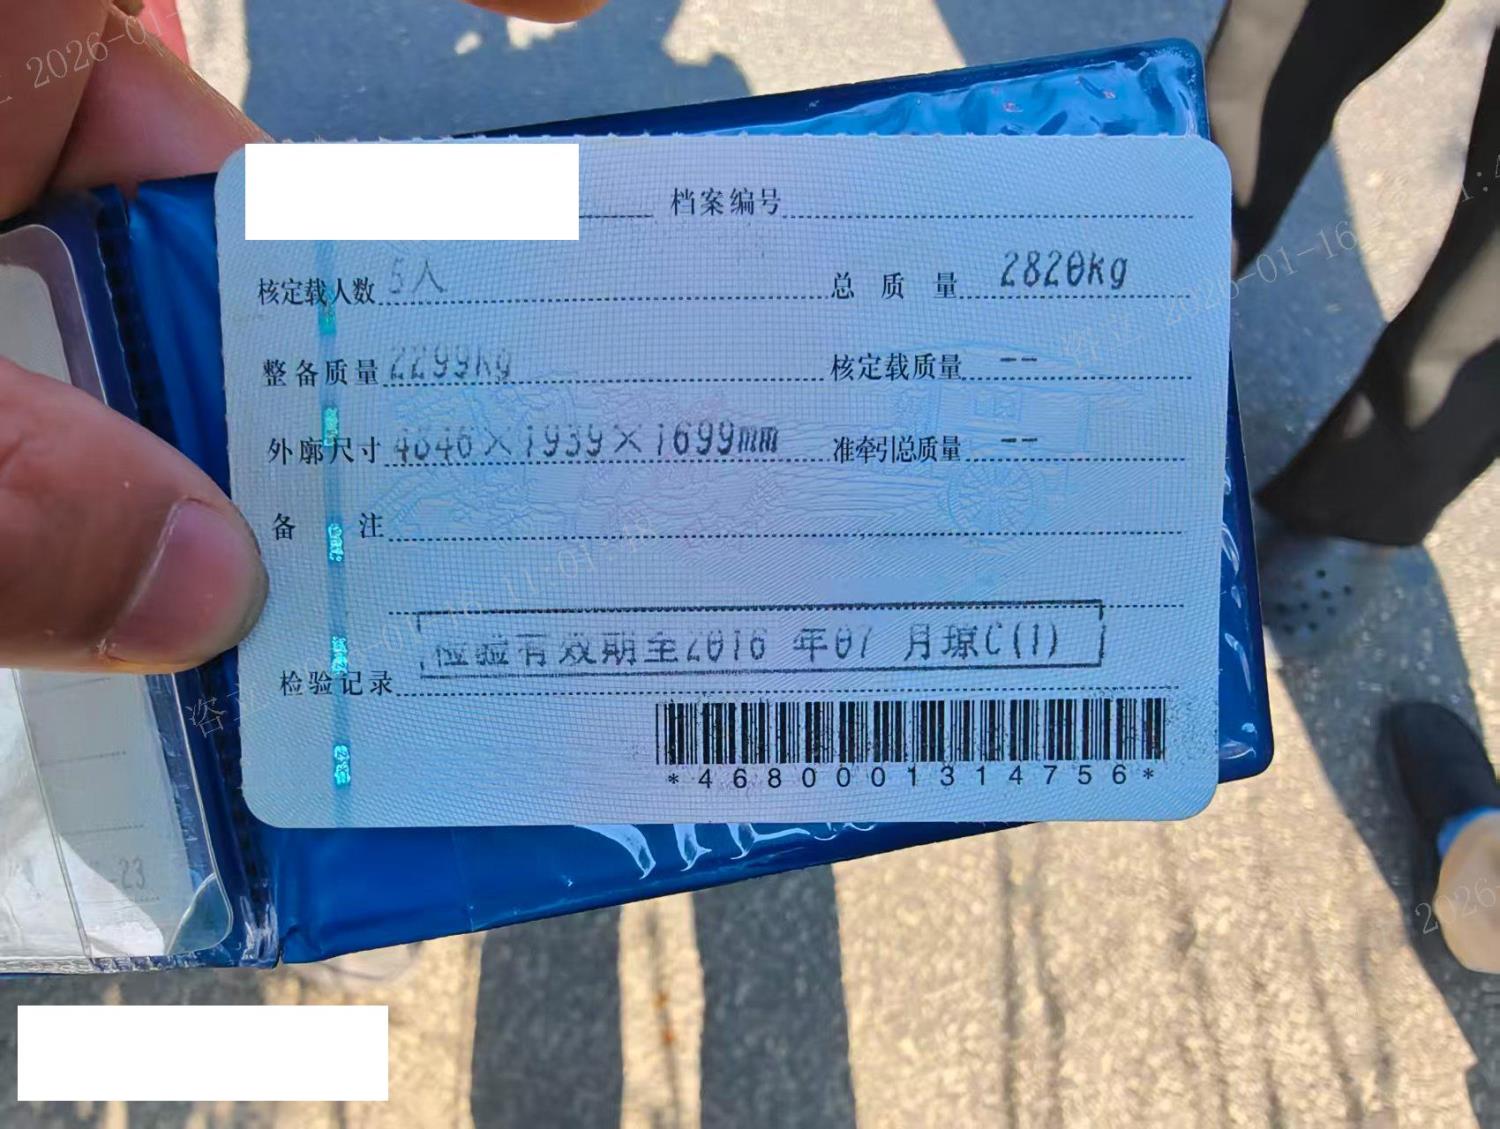 档案编号
核定载人数 5人 总质量 2820kg
整备质量 2299kg 核定载质量 --
外廓尺寸 4846×1939×1699mm 准牵引总质量 --
备注
检验有效期至2016年07月琼C(1)
检验记录
*4680001314756*